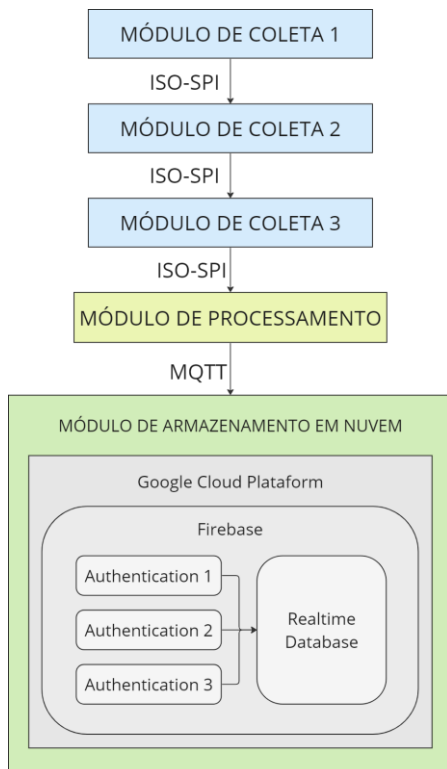 MÓDULO DE COLETA 1
ISO-SPI
MÓDULO DE COLETA 2
ISO-SPI
MÓDULO DE COLETA 3
ISO-SPI
MÓDULO DE PROCESSAMENTO
MQTT
MÓDULO DE ARMAZENAMENTO EM NUVEM
Google Cloud Plataform
Firebase
Authentication 1
Authentication 2
Authentication 3
Realtime
Database